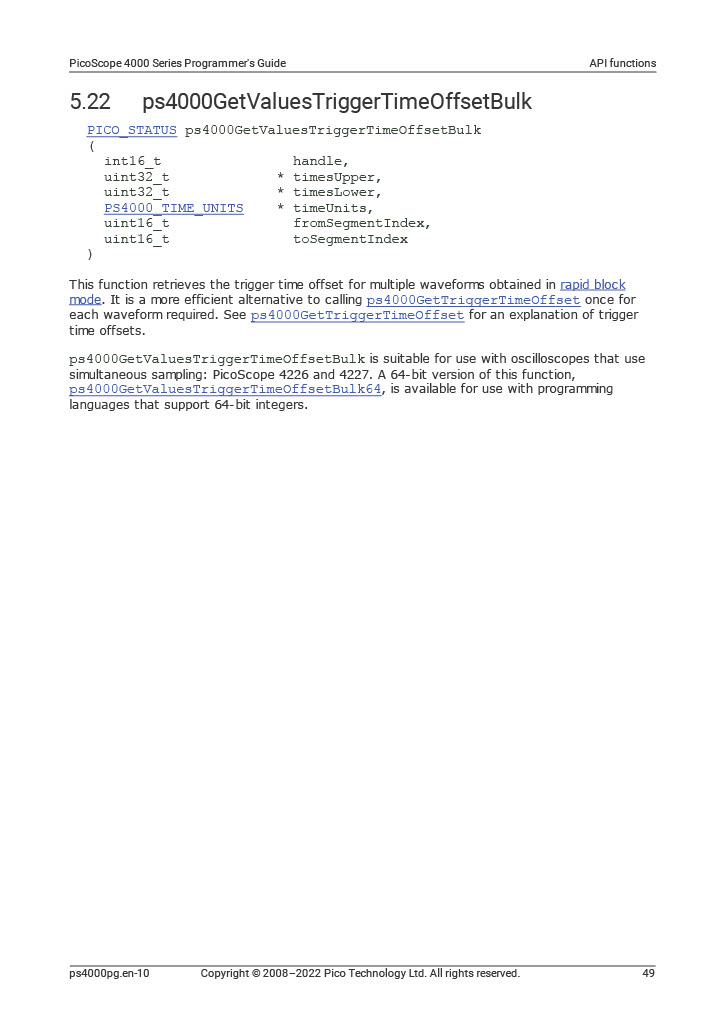 PicoScope 4000 Series Programmer's Guide API functions
5.22 ps4000GetValuesTriggerTimeOffsetBulk
PICO_STATUS ps4000GetValuesTriggerTimeOffsetBulk
(
int16_t handle,
uint32_t * timesUpper,
uint32_t * timesLower,
PS4000_TIME_UNITS * timeUnits,
uint16_t fromSegmentIndex,
uint16_t toSegmentIndex
)
This function retrieves the trigger time offset for multiple waveforms obtained in rapid block
mode. It is a more efficient alternative to calling ps4000GetTriggerTimeOffset once for
each waveform required. See ps4000GetTriggerTimeOffset for an explanation of trigger
time offsets.
ps4000GetValuesTriggerTimeOffsetBulk is suitable for use with oscilloscopes that use
simultaneous sampling: PicoScope 4226 and 4227. A 64-bit version of this function,
ps4000GetValuesTriggerTimeOffsetBulk64, is available for use with programming
languages that support 64-bit integers.
ps4000pg.en-10 Copyright © 2008–2022 Pico Technology Ltd. All rights reserved. 49